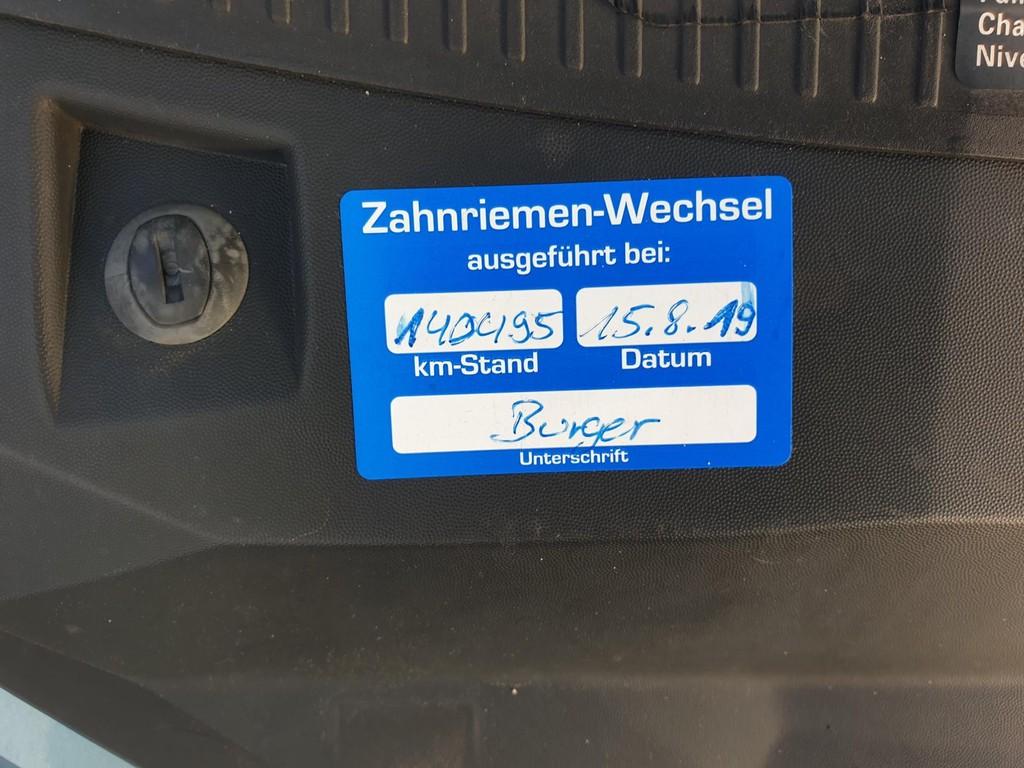 Cha
Nive
Zahnriemen-Wechsel
ausgeführt bei:
140495 15.8.19
km-Stand Datum
Burger
Unterschrift